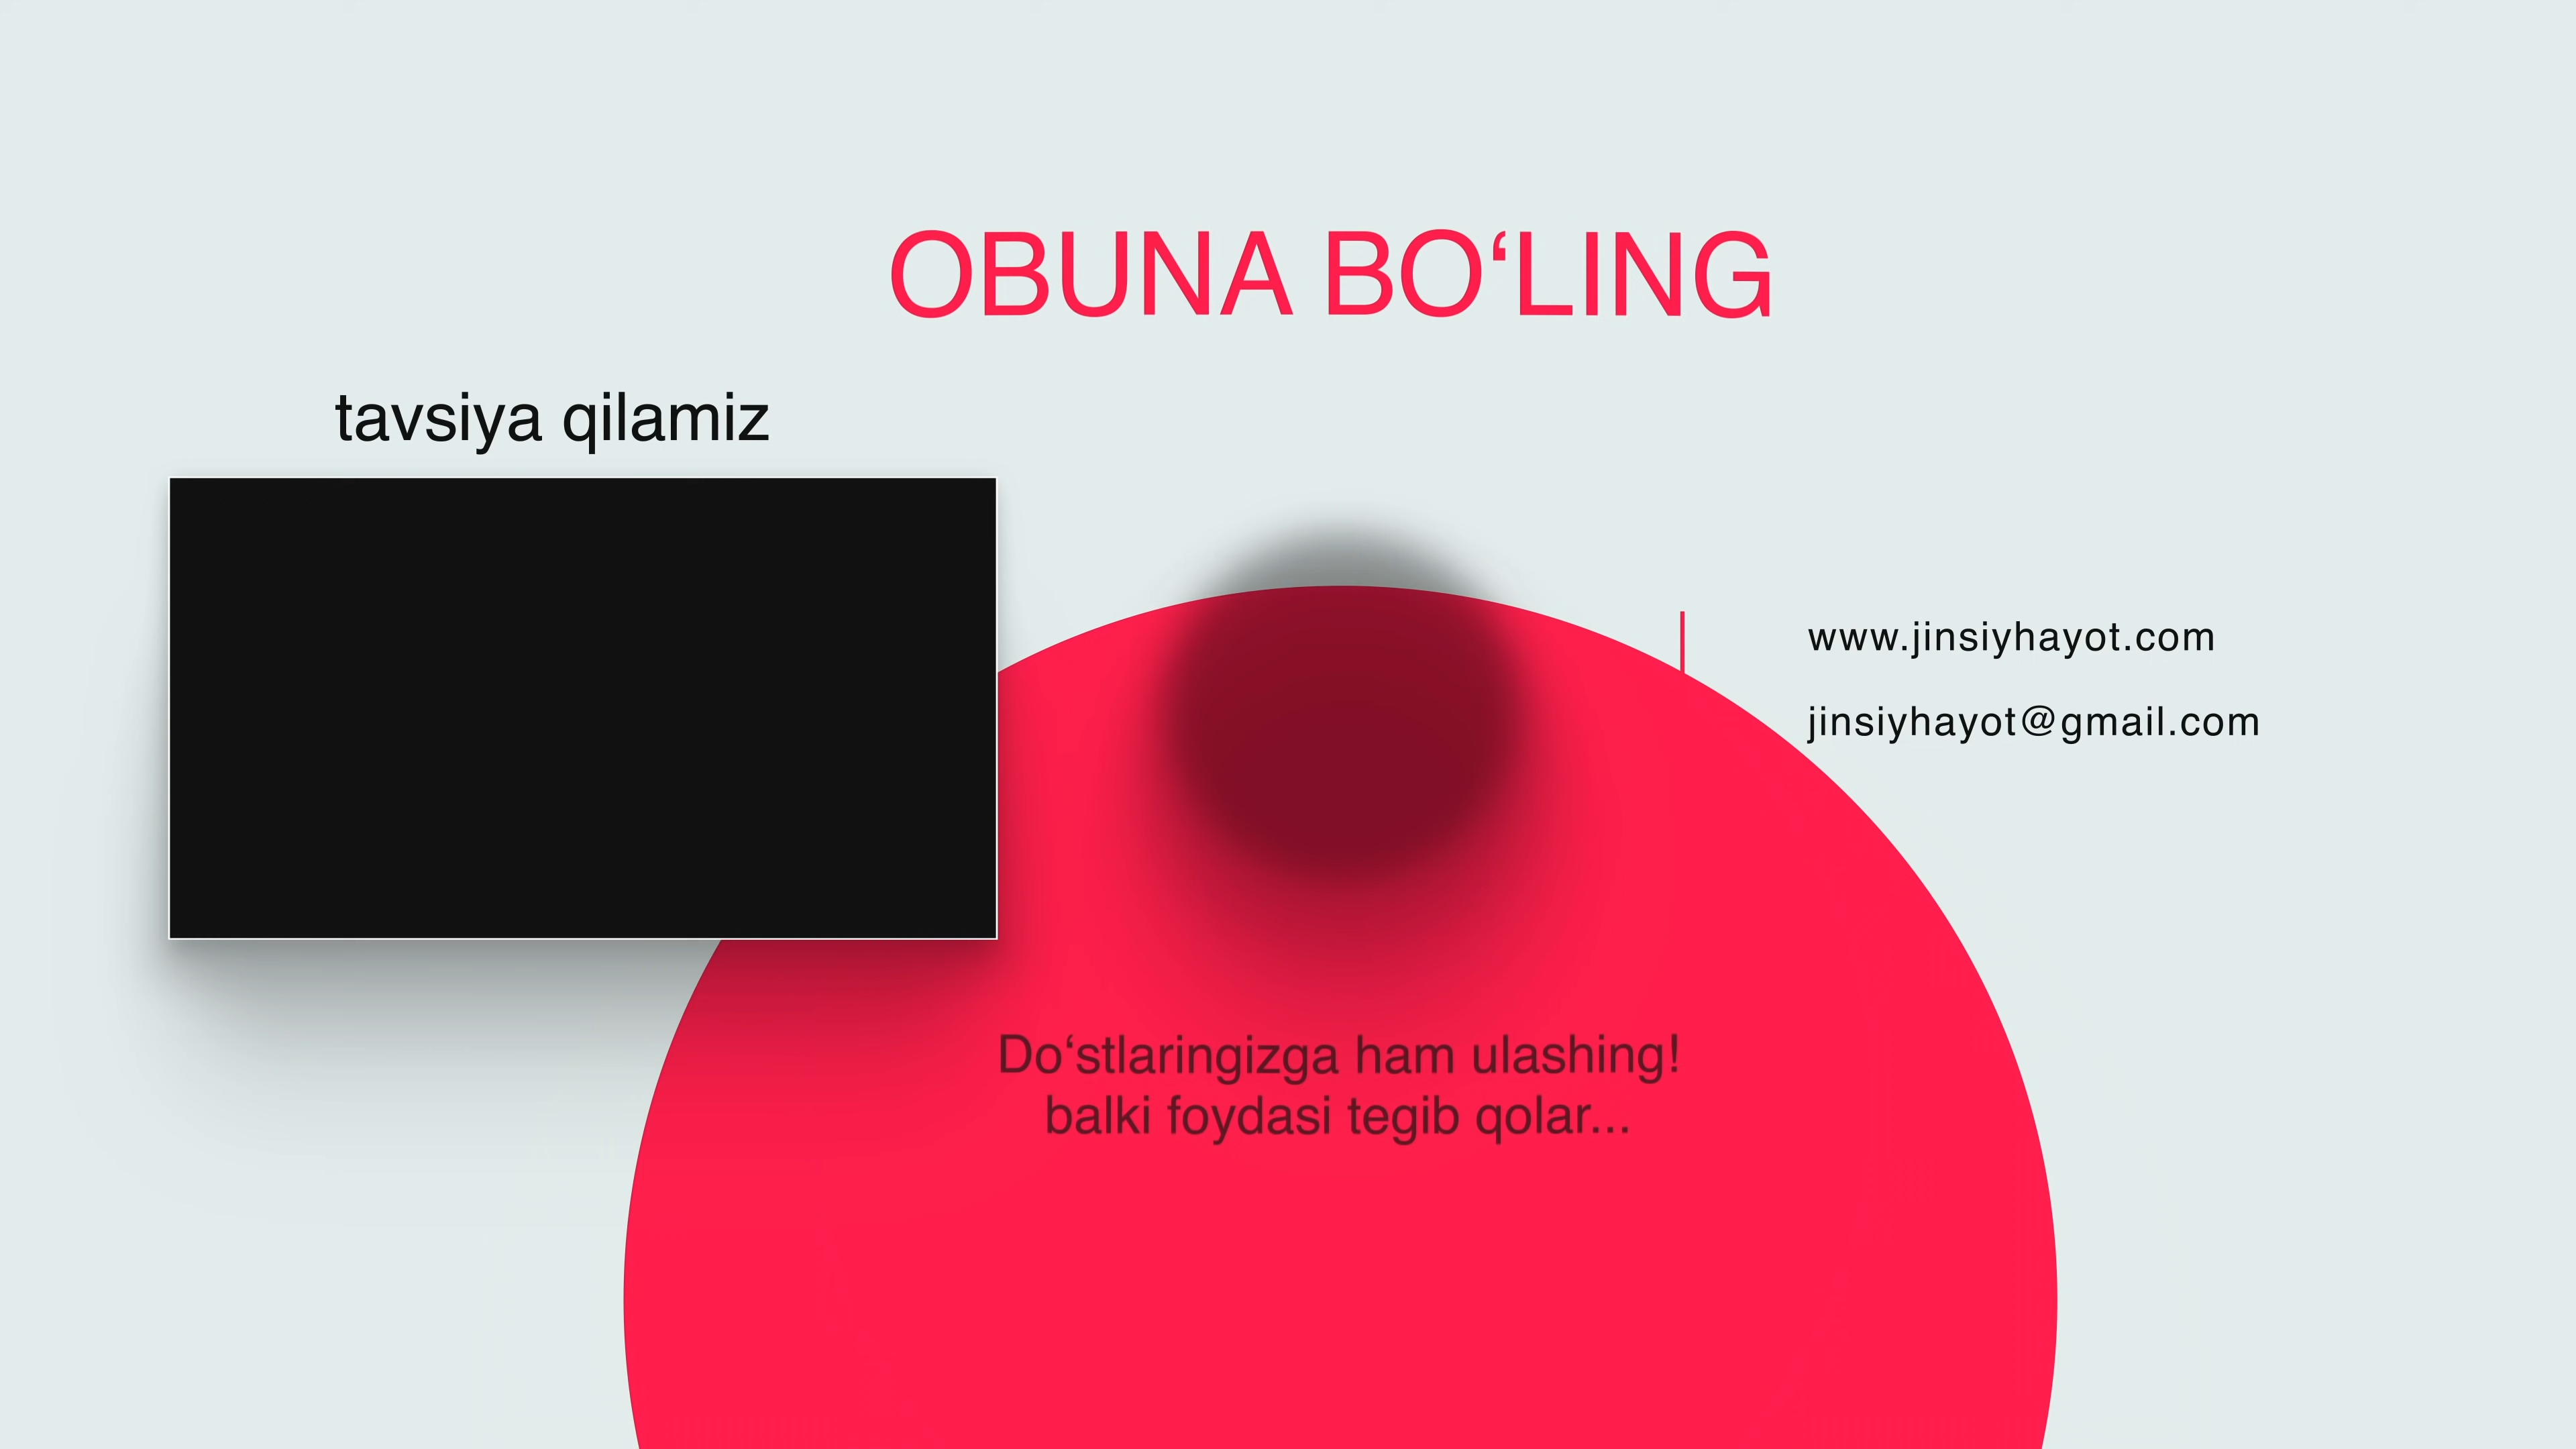 OBUNA BO‘LING
tavsiya qilamiz
www.jinsiyhayot.com
jinsiyhayot@gmail.com
Do‘stlaringizga ham ulashing!
balki foydasi tegib qolar...